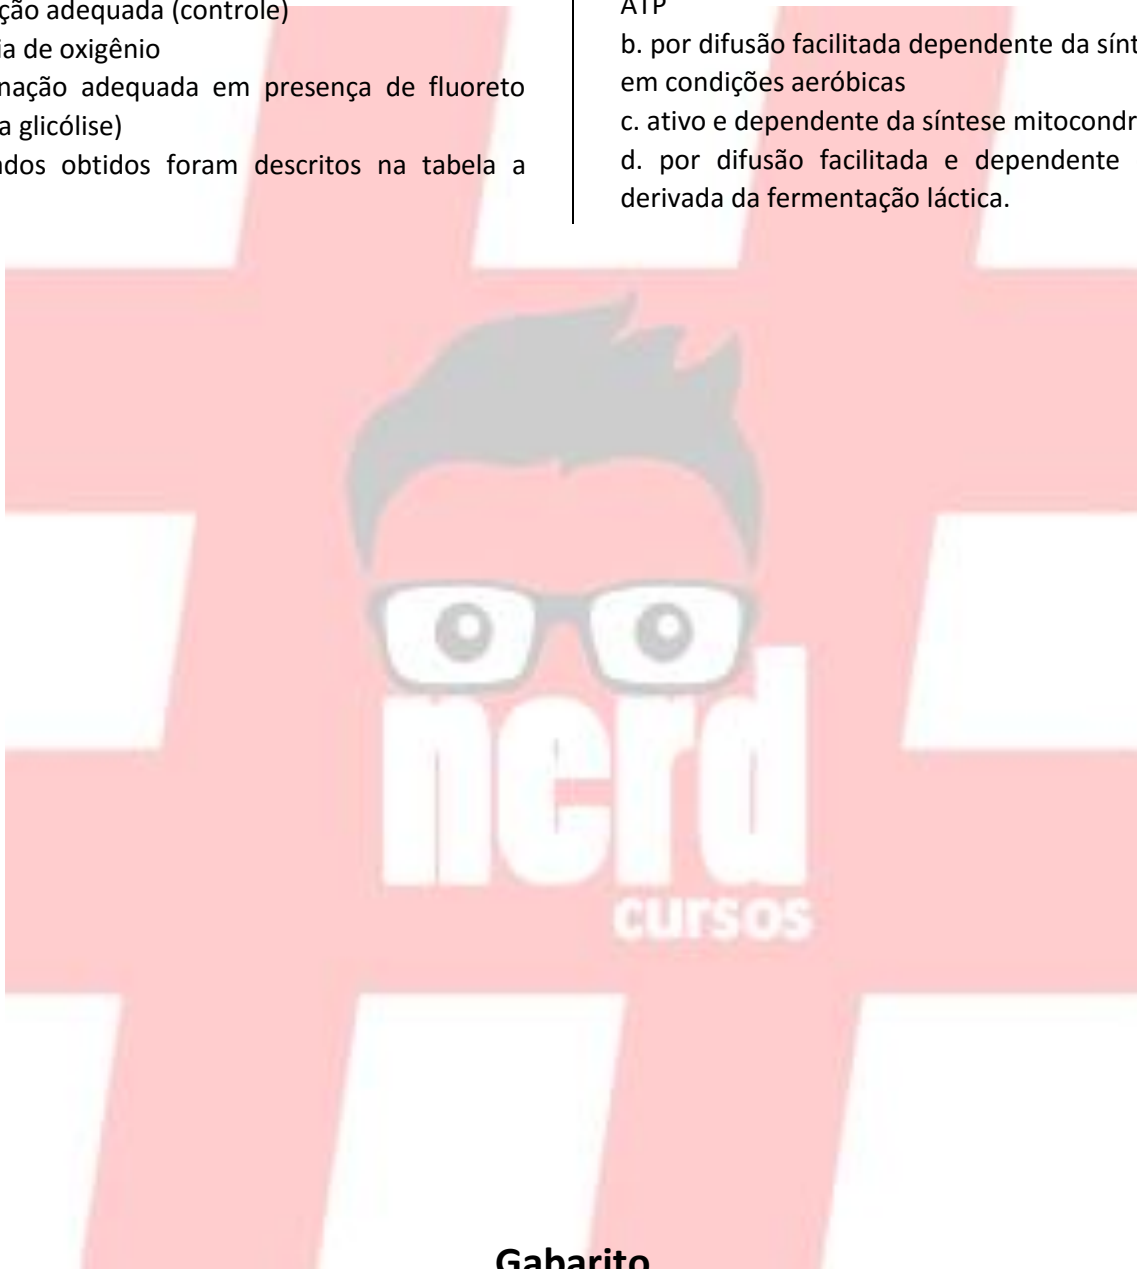 ção adequada (controle)
ia de oxigênio
nação adequada em presença de fluoreto
a glicólise)
ados obtidos foram descritos na tabela a
ATP
b. por difusão facilitada dependente da sínt
em condições aeróbicas
c. ativo e dependente da síntese mitocondr
d. por difusão facilitada e dependente
derivada da fermentação láctica.
nerd
cursos
Gabarito